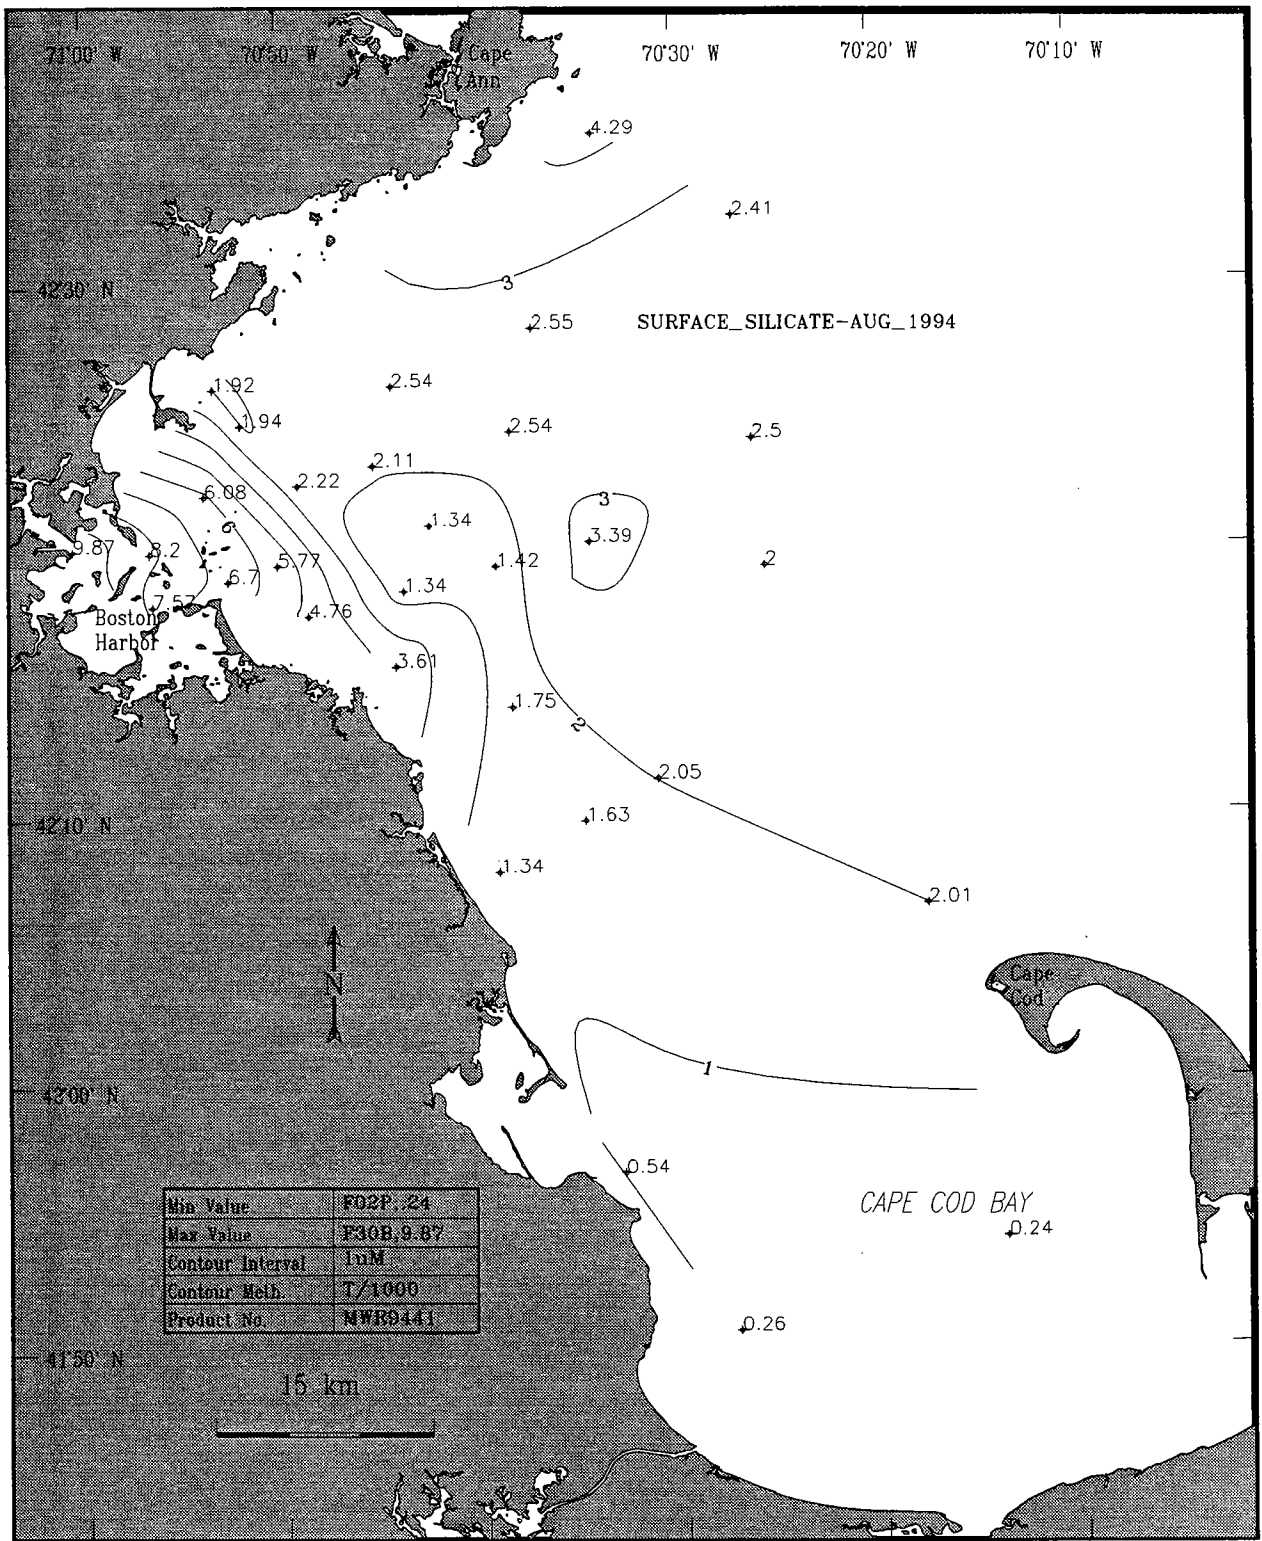 71°00' W 70°50' W 70°30' W 70°20' W 70°10' W
Cape
Ann
4.29
2.41
3
42°30' N
2.55
SURFACE_SILICATE-AUG_1994
1.92
2.54
1.94
2.54
2.5
2.11
2.22
6.08
3
1.34
6
3.39
9.87
8.2
1.42
2
5.77
6.7
1.34
7.57
4.76
Boston
Harbor
3.61
1.75
2
2.05
1.63
42°10' N
1.34
2.01
N
Cape
Cod
1
42°00' N
0.54
CAPE COD BAY
0.24
Min Value F02P,.24
Max Value F30B,9.87
Contour Interval 1uM
Contour Meth. T/1000
Product No. MWR9441
0.26
41°50' N
15 km